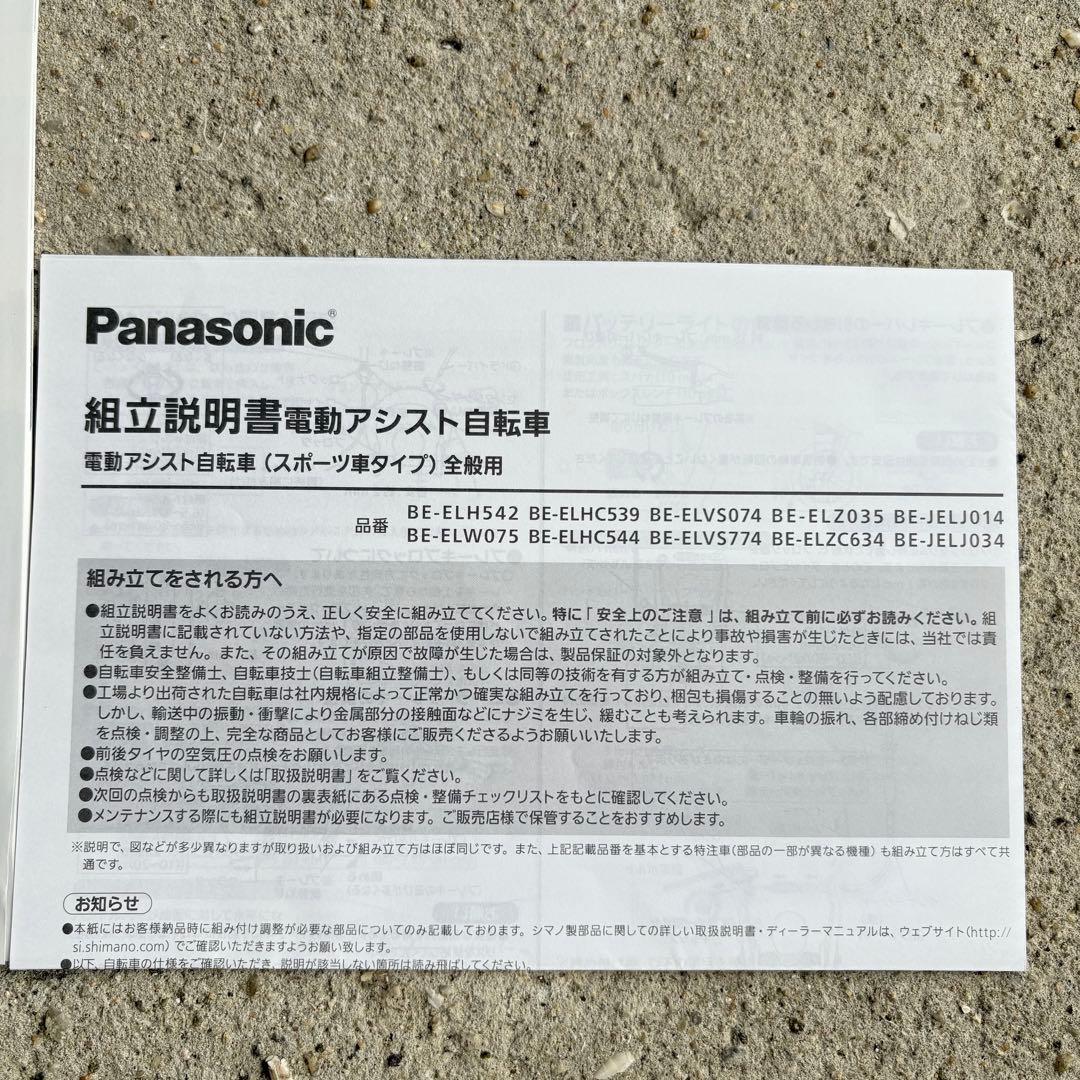 Panasonic®
組立説明書電動アシスト自転車
電動アシスト自転車(スポーツ車タイプ)全般用
品番
BE-ELH542 BE-ELHC539 BE-ELVS074 BE-ELZ035 BE-JELJ014
BE-ELW075 BE-ELHC544 BE-ELVS774 BE-ELZC634 BE-JELJ034
組み立てをされる方へ
●組立説明書をよくお読みのうえ、正しく安全に組み立ててください。特に「安全上のご注意」は、組み立て前に必ずお読みください。組
立説明書に記載されていない方法や、指定の部品を使用しないで組み立てされたことにより事故や損害が生じたときには、当社では責
任を負えません。また、その組み立てが原因で故障が生じた場合は、製品保証の対象外となります。
●自転車安全整備士、自転車技士(自転車組立整備士)、もしくは同等の技術を有する方が組み立て・点検・整備を行ってください。
●工場より出荷された自転車は社内規格によって正常かつ確実な組み立てを行っており、梱包も損傷することの無いよう配慮しております。
しかし、輸送中の振動・衝撃により金属部分の接触面などにナジミを生じ、緩むことも考えられます。車輪の振れ、各部締め付けねじ類
を点検・調整の上、完全な商品としてお客様にご販売くださるようお願いいたします。
●前後タイヤの空気圧の点検をお願いします。
●点検などに関して詳しくは「取扱説明書」をご覧ください。
●次回の点検からも取扱説明書の裏表紙にある点検・整備チェックリストをもとに確認してください。
●メンテナンスする際にも組立説明書が必要になります。ご販売店様で保管することをおすすめします。
※説明で、図などが多少異なりますが取り扱いおよび組み立て方はほぼ同じです。また、上記記載品番を基本とする特注車(部品の一部が異なる機種)も組み立て方はすべて共
通です。
お知らせ
●本紙にはお客様納品時に組み付け調整が必要な部品についてのみ記載しております。シマノ製部品に関しての詳しい取扱説明書・ディーラーマニュアルは、ウェブサイト(http://
si.shimano.com)でご確認いただきますようお願い致します。
●以下、自転車の仕様をご確認いただき、説明が該当しない箇所は読み飛ばしてください。